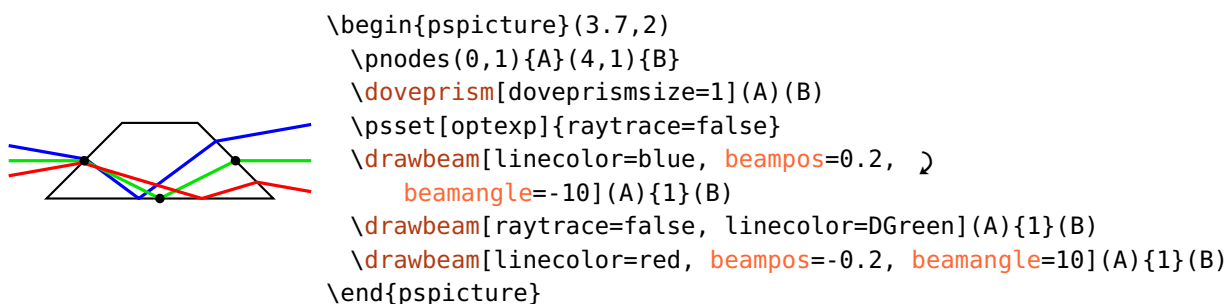 \begin{pspicture}(3.7,2)
\pnodes(0,1){A}(4,1){B}
\doveprism[doveprismsize=1](A)(B)
\psset[optexp]{raytrace=false}
\drawbeam[linecolor=blue, beampos=0.2,
beamangle=-10](A){1}(B)
\drawbeam[raytrace=false, linecolor=DGreen](A){1}(B)
\drawbeam[linecolor=red, beampos=-0.2, beamangle=10](A){1}(B)
\end{pspicture}